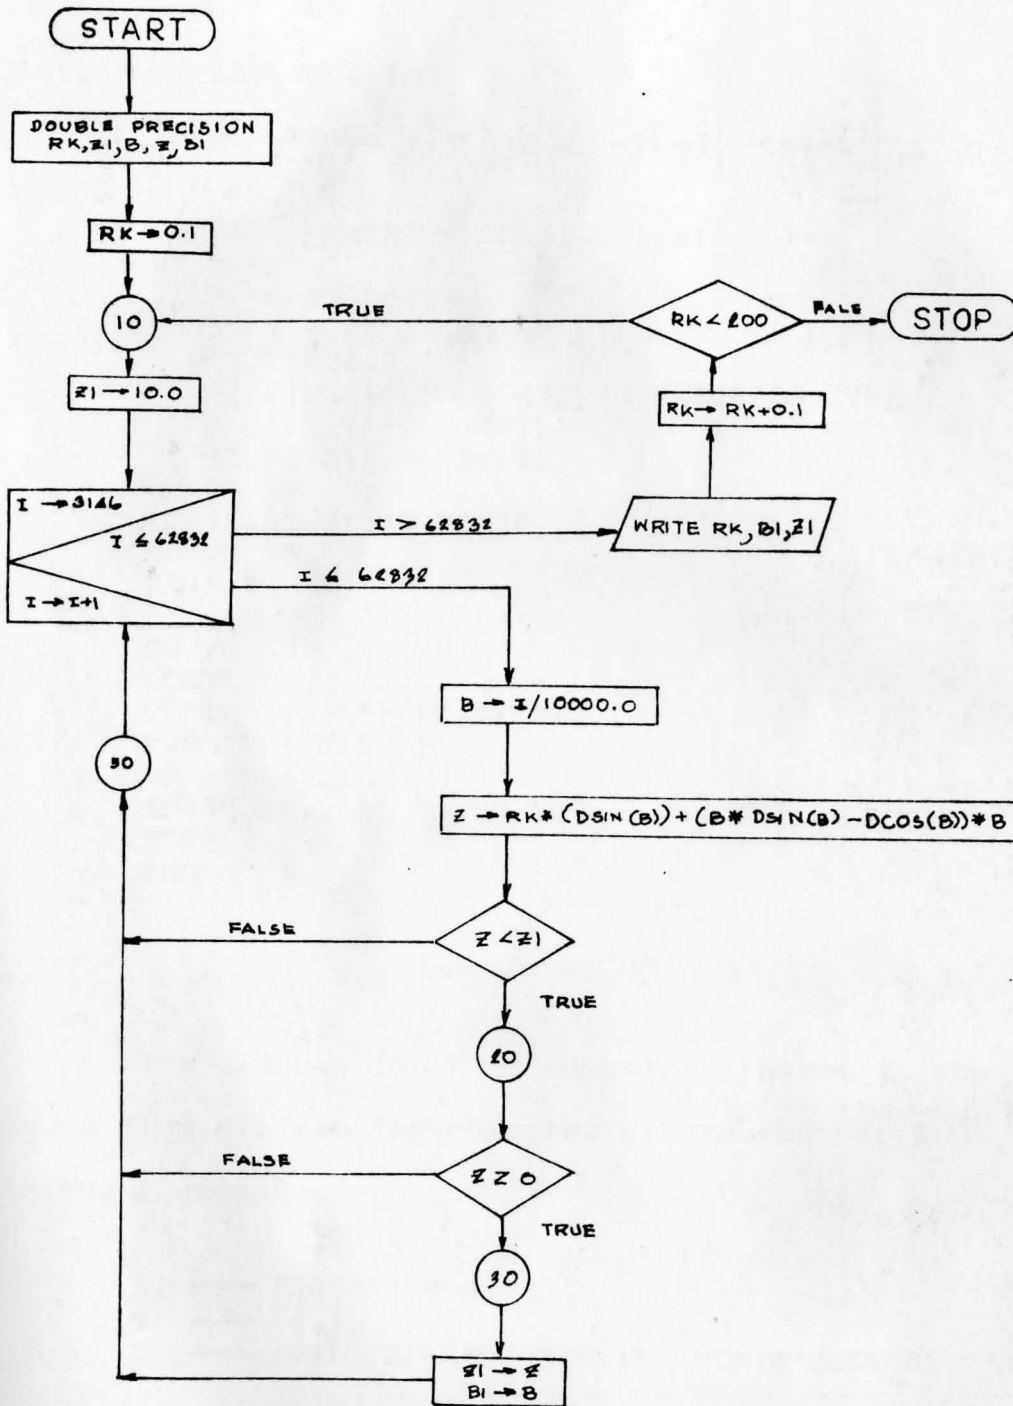 START
DOUBLE PRECISION
RK, Z1, B, Z, B1
RK → 0.1
10
TRUE
RK < 200
FALE
STOP
Z1 → 10.0
RK → RK+0.1
I → 3146
I ≤ 62832
I → I+1
I > 62832
WRITE RK, B1, Z1
I ≤ 62832
B → I/10000.0
Z → RK* (DSIN(B)) + (B* DSIN(B) - DCOS(B)) * B
FALSE
Z < Z1
TRUE
20
FALSE
Z ≥ 0
TRUE
30
Z1 → Z
B1 → B